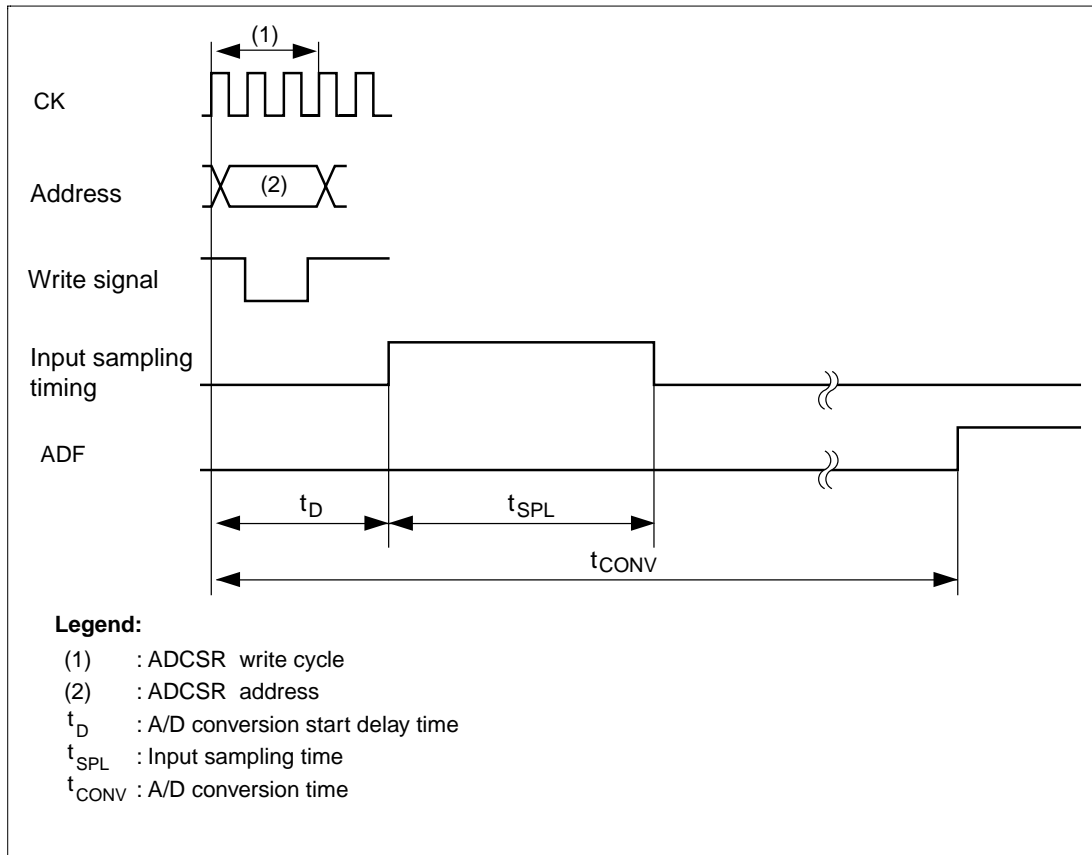 (1)
CK
Address
(2)
Write signal
Input sampling
timing
ADF
tD
tSPL
tCONV
Legend:
(1) : ADCSR write cycle
(2) : ADCSR address
tD : A/D conversion start delay time
tSPL : Input sampling time
tCONV : A/D conversion time